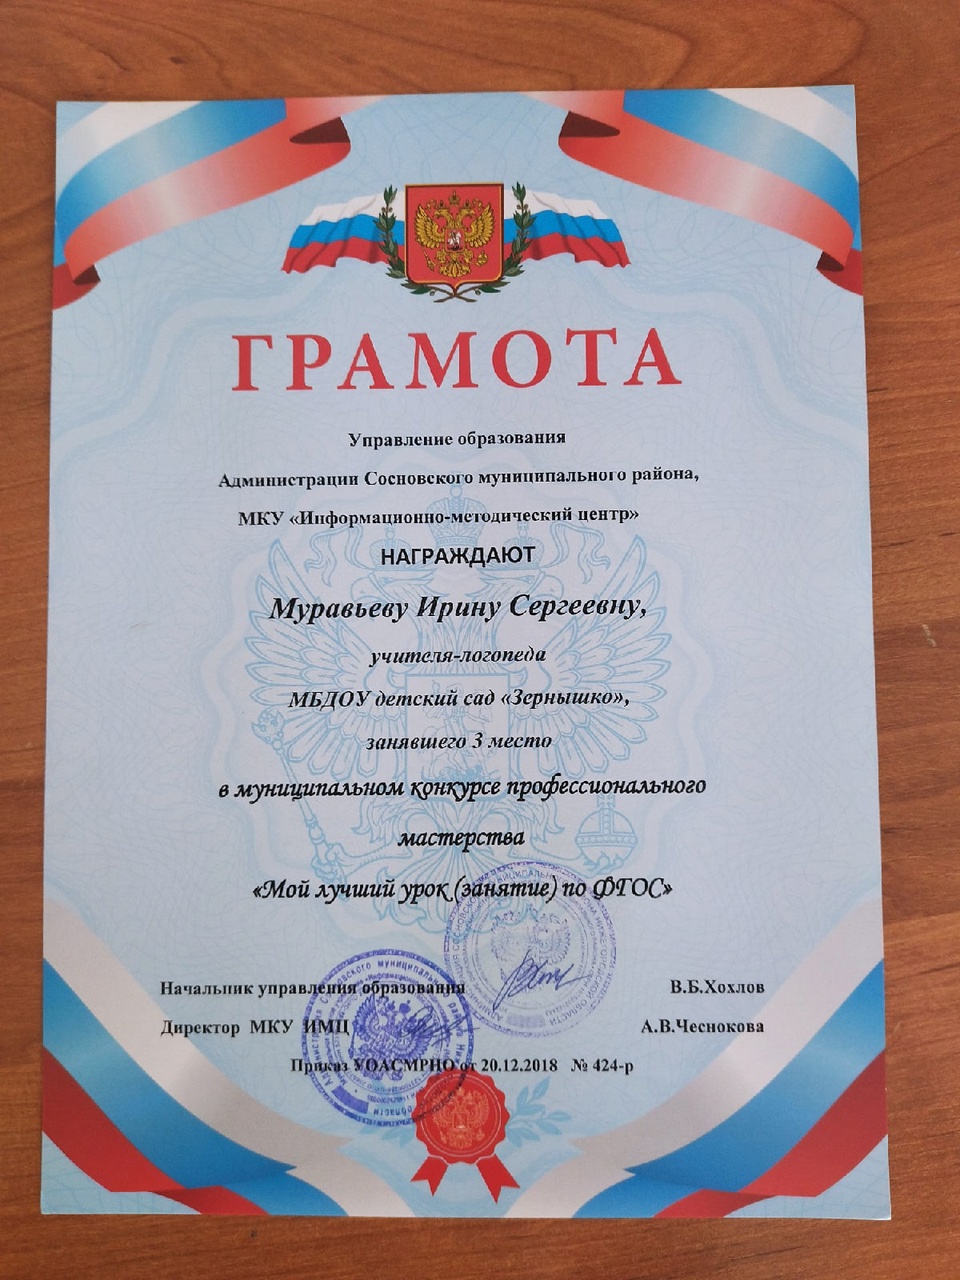 ГРАМОТА
Управление образования
Администрации Сосновского муниципального района,
МКУ «Информационно-методический центр»
НАГРАЖДАЮТ
Муравьеву Ирину Сергеевну,
учителя-логопеда
МБДОУ детский сад «Зернышко»,
занявшего 3 место
в муниципальном конкурсе профессионального
мастерства
«Мой лучший урок (занятие) по ФГОС»
Начальник управления образования В.Б.Хохлов
Директор МКУ ИМЦ А.В.Чеснокова
Приказ УОАСМРНО от 20.12.2018 № 424-р